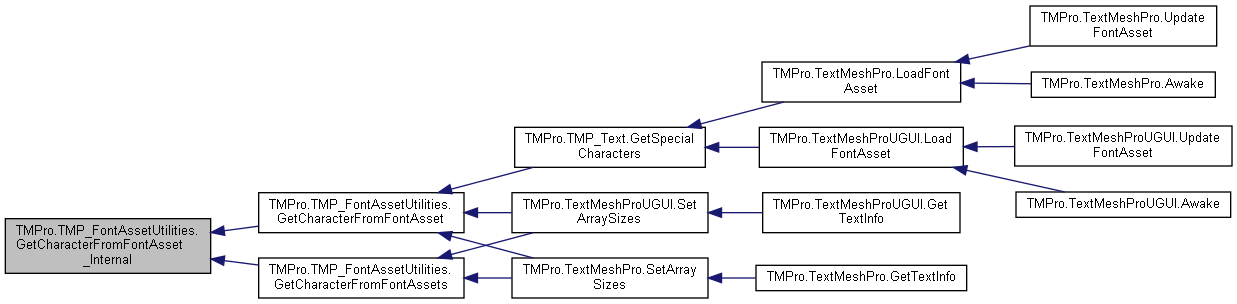 TMPro.TextMeshPro.Update
FontAsset
TMPro.TextMeshPro.LoadFont
Asset
TMPro.TextMeshPro.Awake
TMPro.TMP_Text.GetSpecial
Characters
TMPro.TextMeshProUGUI.Load
FontAsset
TMPro.TextMeshProUGUI.Update
FontAsset
TMPro.TextMeshProUGUI.Awake
TMPro.TMP_FontAssetUtilities.
GetCharacterFromFontAsset
TMPro.TextMeshProUGUI.Set
ArraySizes
TMPro.TextMeshProUGUI.Get
TextInfo
TMPro.TMP_FontAssetUtilities.
GetCharacterFromFontAsset
_Internal
TMPro.TMP_FontAssetUtilities.
GetCharacterFromFontAssets
TMPro.TextMeshPro.SetArray
Sizes
TMPro.TextMeshPro.GetTextInfo